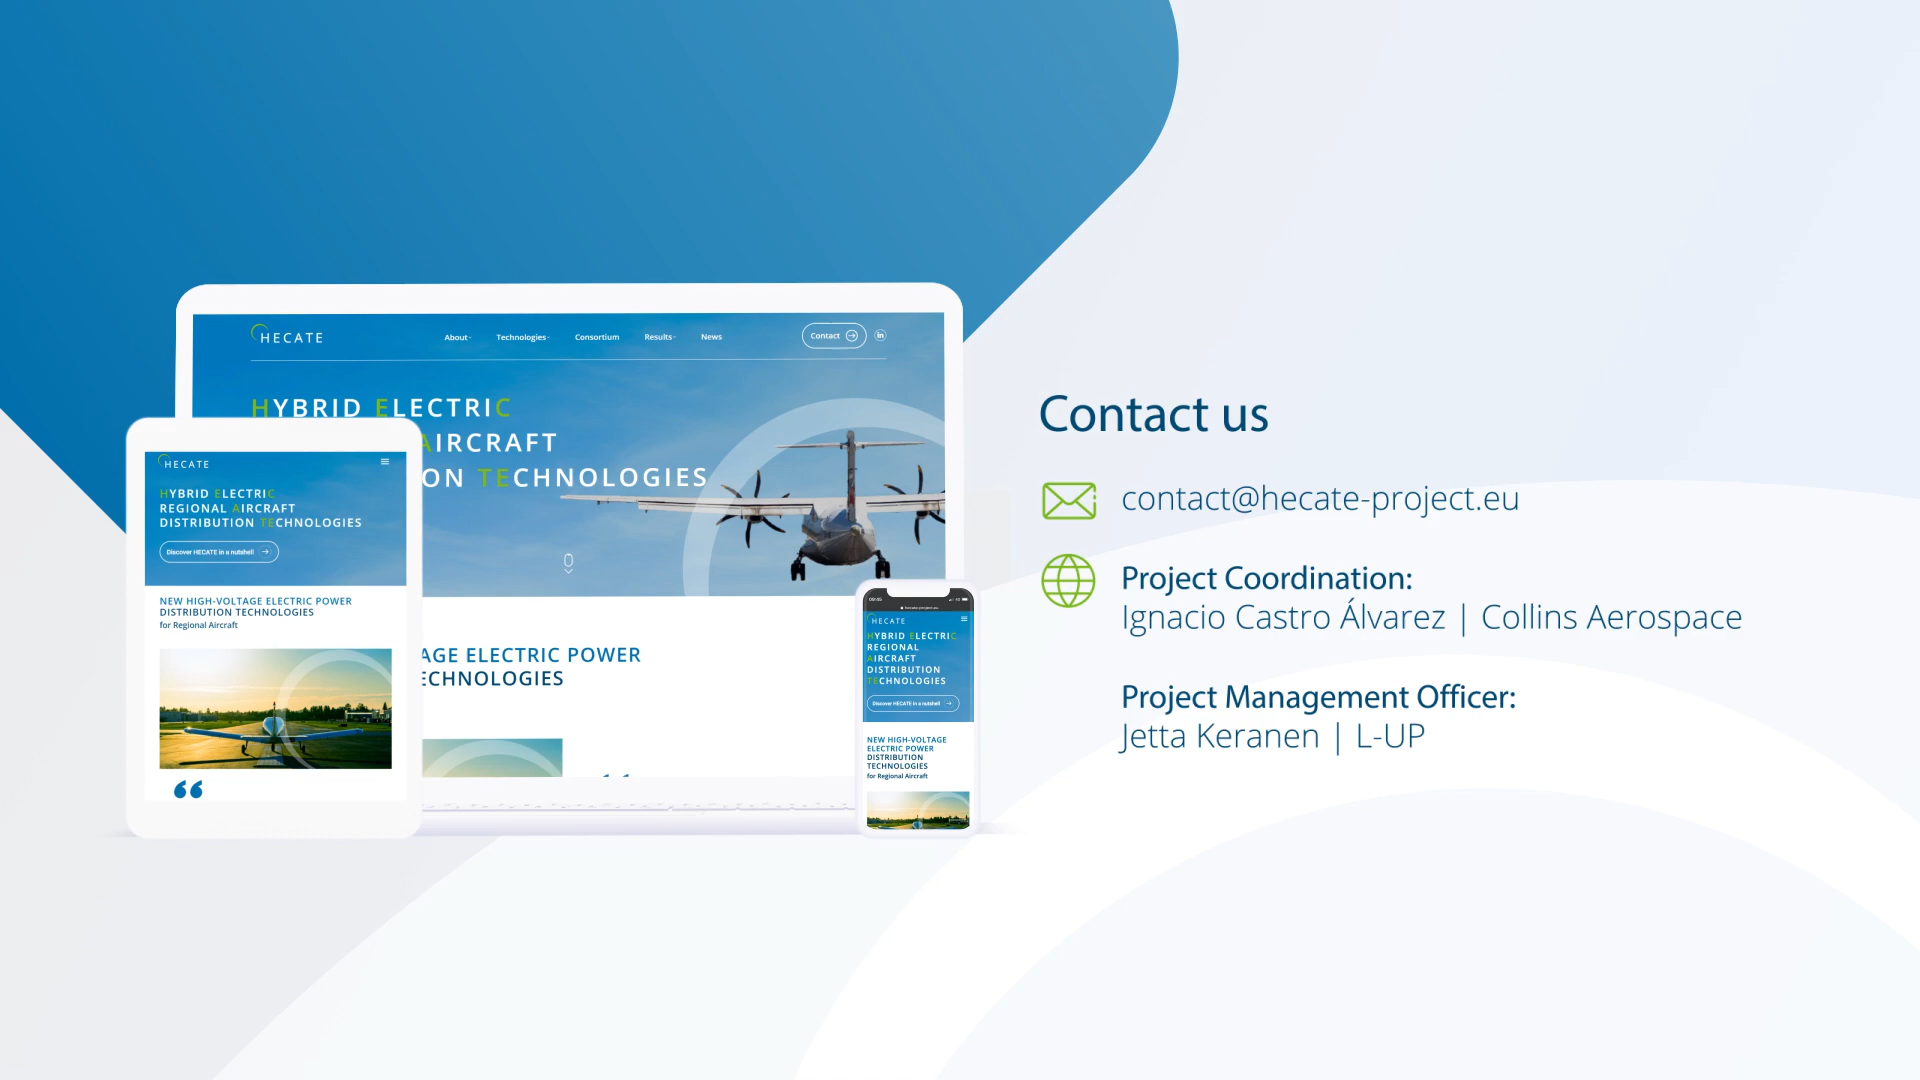 HECATE
About
Technologies
Consortium
Results
News
Contact
in
HYBRID ELECTRIC
AIRCRAFT
ON TECHNOLOGIES
AGE ELECTRIC POWER
ECHNOLOGIES
HECATE
HYBRID ELECTRIC
REGIONAL AIRCRAFT
DISTRIBUTION TECHNOLOGIES
Discover HECATE in a nutshell
NEW HIGH-VOLTAGE ELECTRIC POWER
DISTRIBUTION TECHNOLOGIES
for Regional Aircraft
“
HECATE
HYBRID ELECTRIC
REGIONAL
AIRCRAFT
DISTRIBUTION
TECHNOLOGIES
Discover HECATE in a nutshell
NEW HIGH-VOLTAGE
ELECTRIC POWER
DISTRIBUTION
TECHNOLOGIES
for Regional Aircraft
Contact us
contact@hecate-project.eu
Project Coordination:
Ignacio Castro Álvarez | Collins Aerospace
Project Management Officer:
Jetta Keranen | L-UP